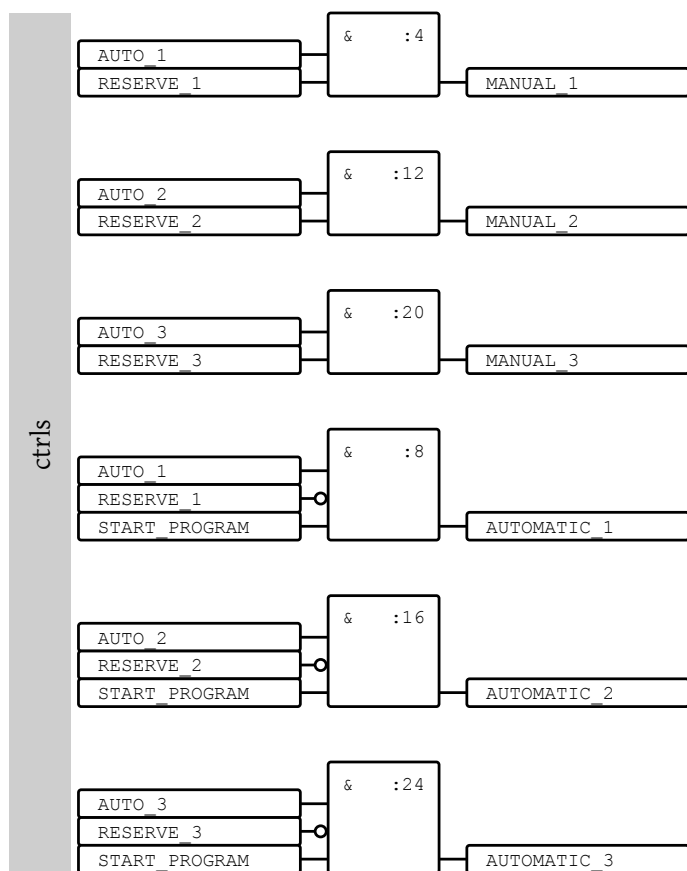 ctrls
& :4
AUTO_1
RESERVE_1 MANUAL_1
& :12
AUTO_2
RESERVE_2 MANUAL_2
& :20
AUTO_3
RESERVE_3 MANUAL_3
& :8
AUTO_1
RESERVE_1
START_PROGRAM AUTOMATIC_1
& :16
AUTO_2
RESERVE_2
START_PROGRAM AUTOMATIC_2
& :24
AUTO_3
RESERVE_3
START_PROGRAM AUTOMATIC_3